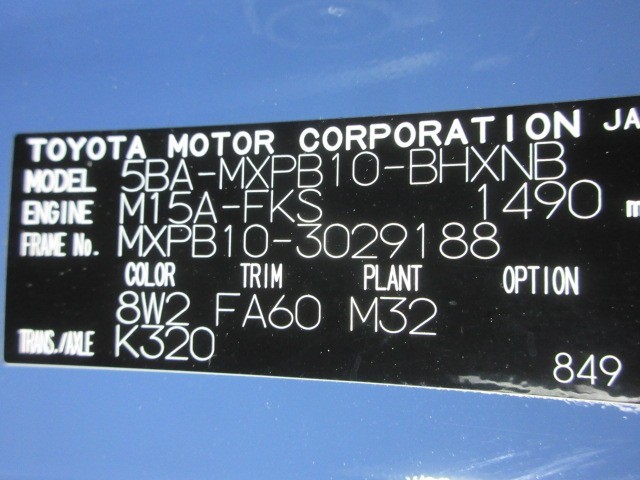 TOYOTA MOTOR CORPORATION JA
MODEL 5BA-MXPB10-BHXNB
ENGINE M15A-FKS 1490 m
FRAME No. MXPB10-3029188
COLOR TRIM PLANT OPTION
8W2 FA60 M32
TRANS./AXLE K320
849